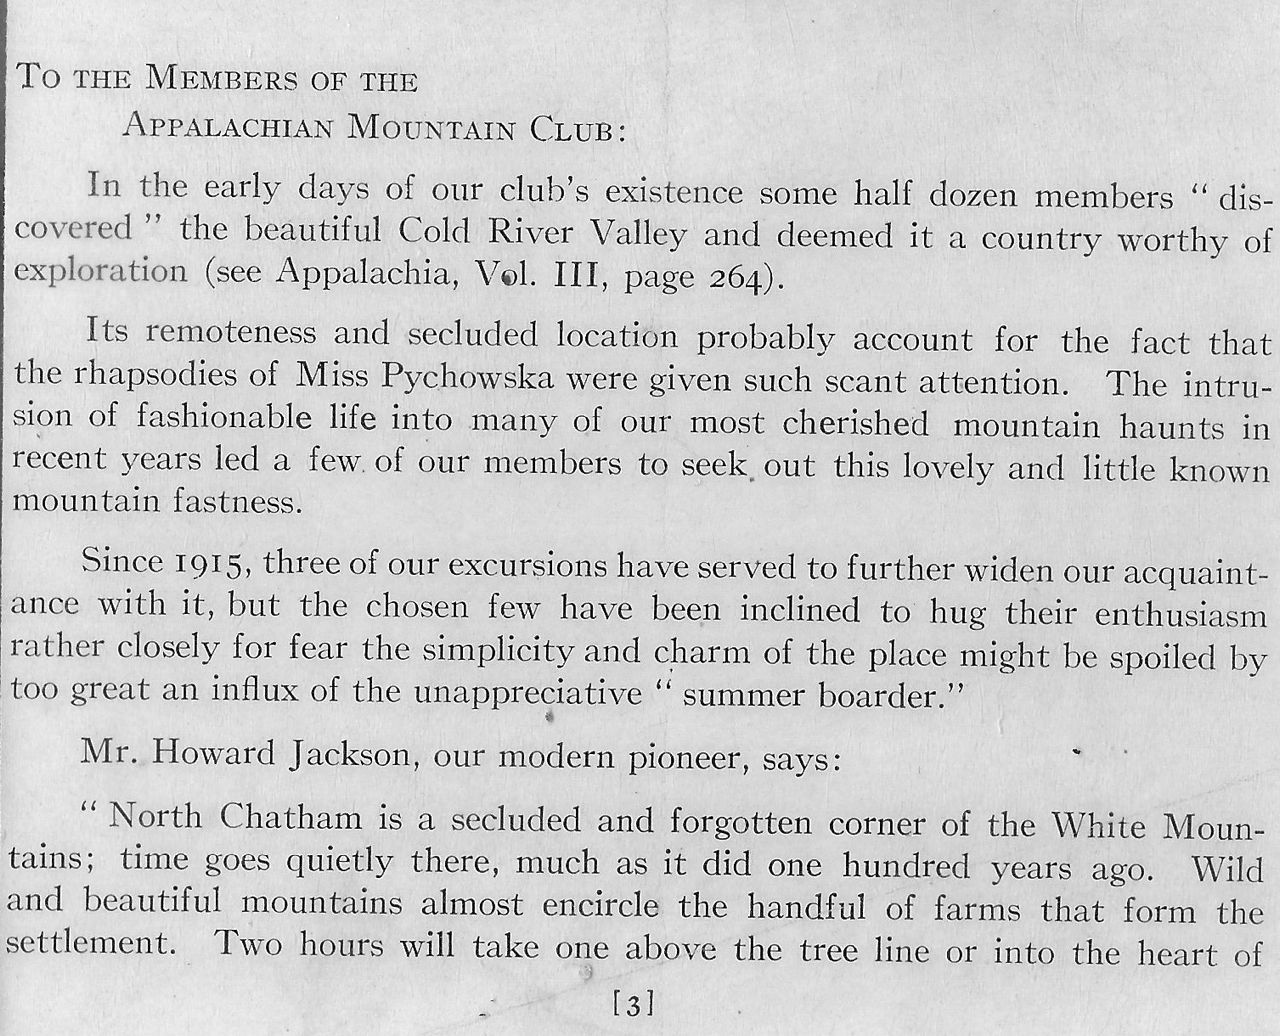 To the Members of the
Appalachian Mountain Club:
In the early days of our club's existence some half dozen members " dis-
covered " the beautiful Cold River Valley and deemed it a country worthy of
exploration (see Appalachia, Vol. III, page 264).
Its remoteness and secluded location probably account for the fact that
the rhapsodies of Miss Pychowska were given such scant attention. The intru-
sion of fashionable life into many of our most cherished mountain haunts in
recent years led a few of our members to seek out this lovely and little known
mountain fastness.
Since 1915, three of our excursions have served to further widen our acquaint-
ance with it, but the chosen few have been inclined to hug their enthusiasm
rather closely for fear the simplicity and charm of the place might be spoiled by
too great an influx of the unappreciative " summer boarder."
Mr. Howard Jackson, our modern pioneer, says:
" North Chatham is a secluded and forgotten corner of the White Moun-
tains; time goes quietly there, much as it did one hundred years ago. Wild
and beautiful mountains almost encircle the handful of farms that form the
settlement. Two hours will take one above the tree line or into the heart of
[3]